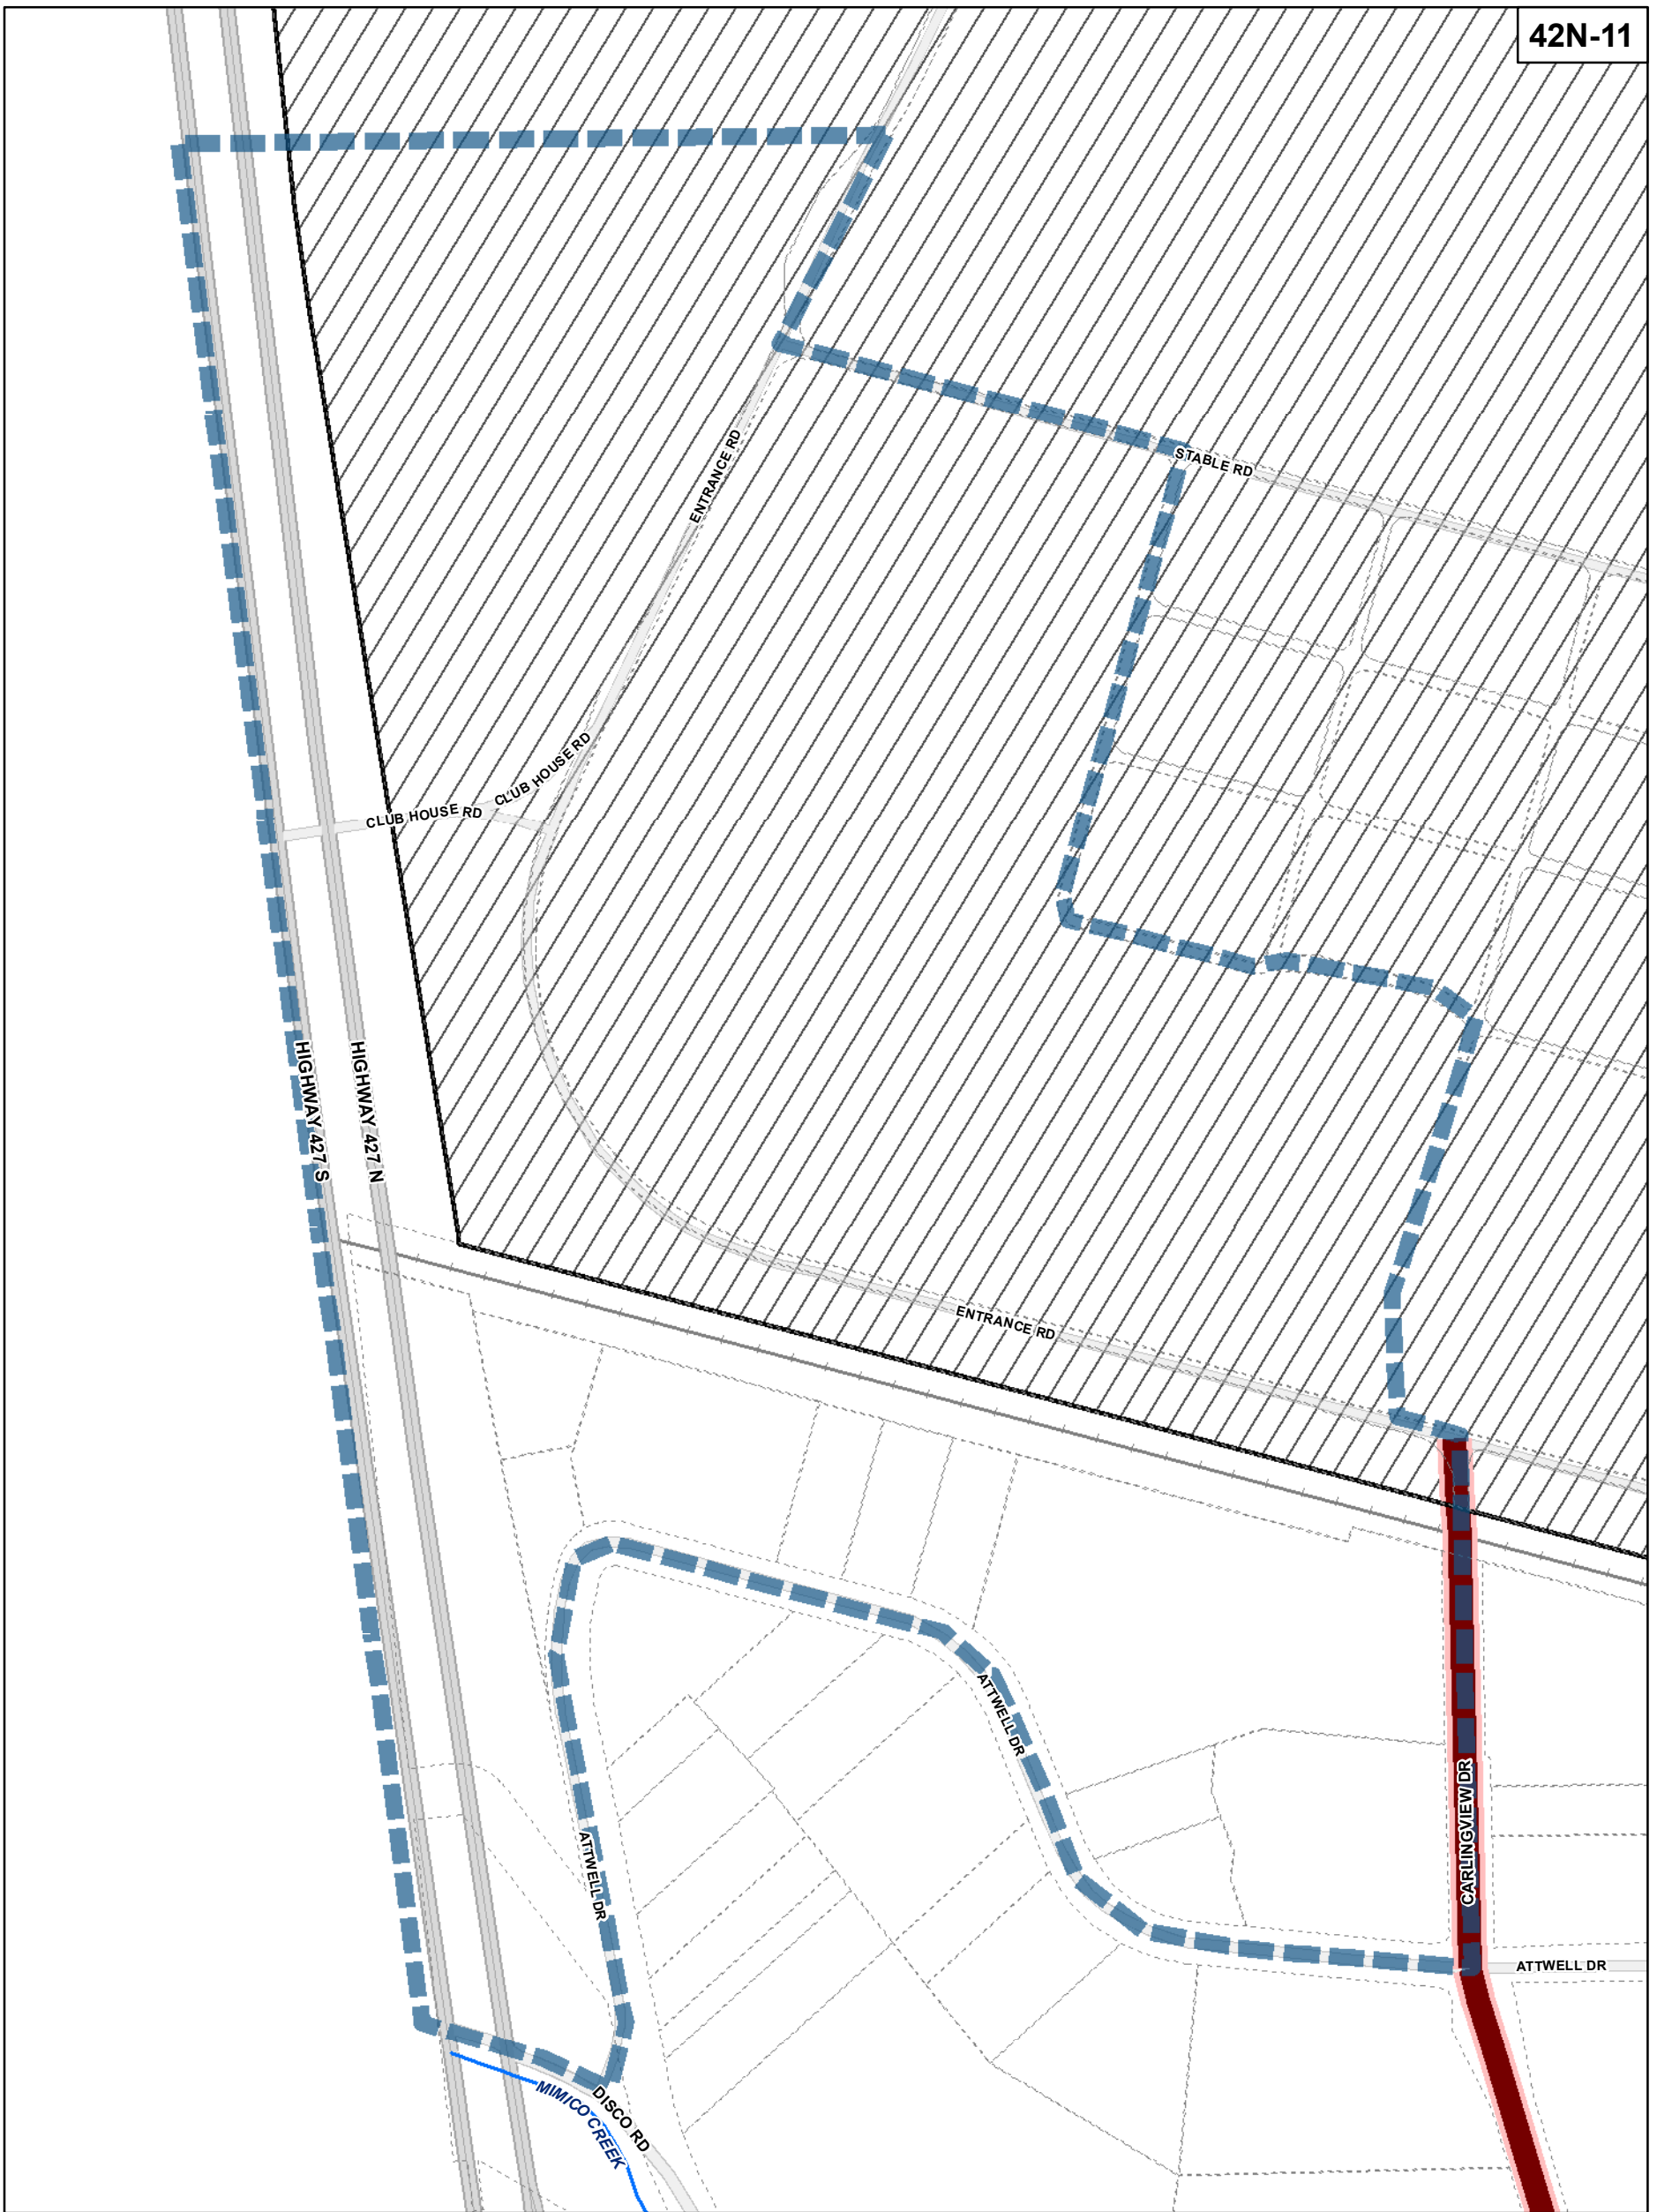 42N-11
ENTRANCE RD
STABLE RD
CLUB HOUSE RD
CLUB HOUSE RD
HIGHWAY 427 S
HIGHWAY 427 N
ENTRANCE RD
ATTWELL DR
CARLINGVIEW DR
ATTWELL DR
ATTWELL DR
DISCO RD
MIMICO CREEK